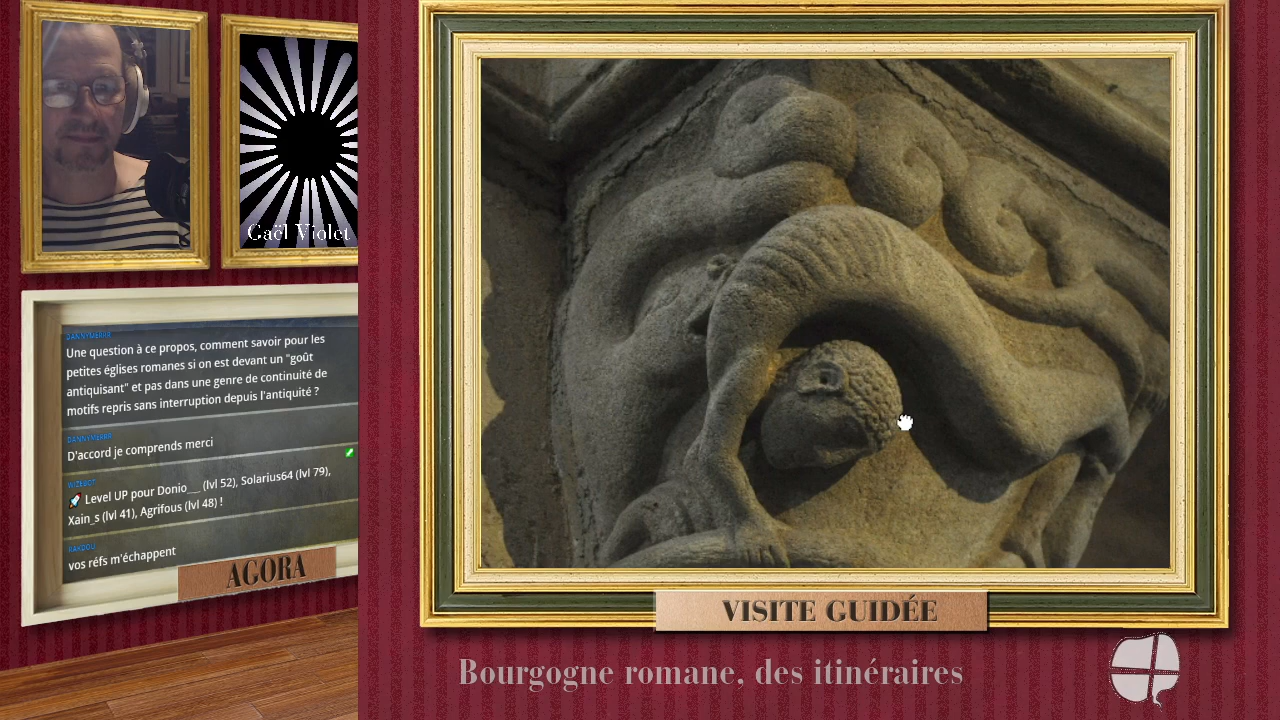 Gaël Violet
DANNYMERRR
Une question à ce propos, comment savoir pour les
petites églises romanes si on est devant un "goût
antiquisant" et pas dans une genre de continuité de
motifs repris sans interruption depuis l'antiquité ?
DANNYMERRR
D'accord je comprends merci
WIZEBOT
Level UP pour Donio__ (lvl 52), Solarius64 (lvl 79),
Xain_s (lvl 41), Agrifous (lvl 48) !
vos réfs m'échappent
AGORA
VISITE GUIDÉE
Bourgogne romane, des itinéraires